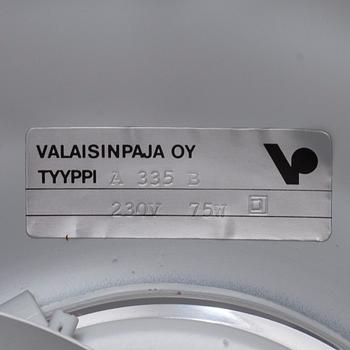 VALAISINPAJA OY
TYYPPI A 335 B
230V 75W